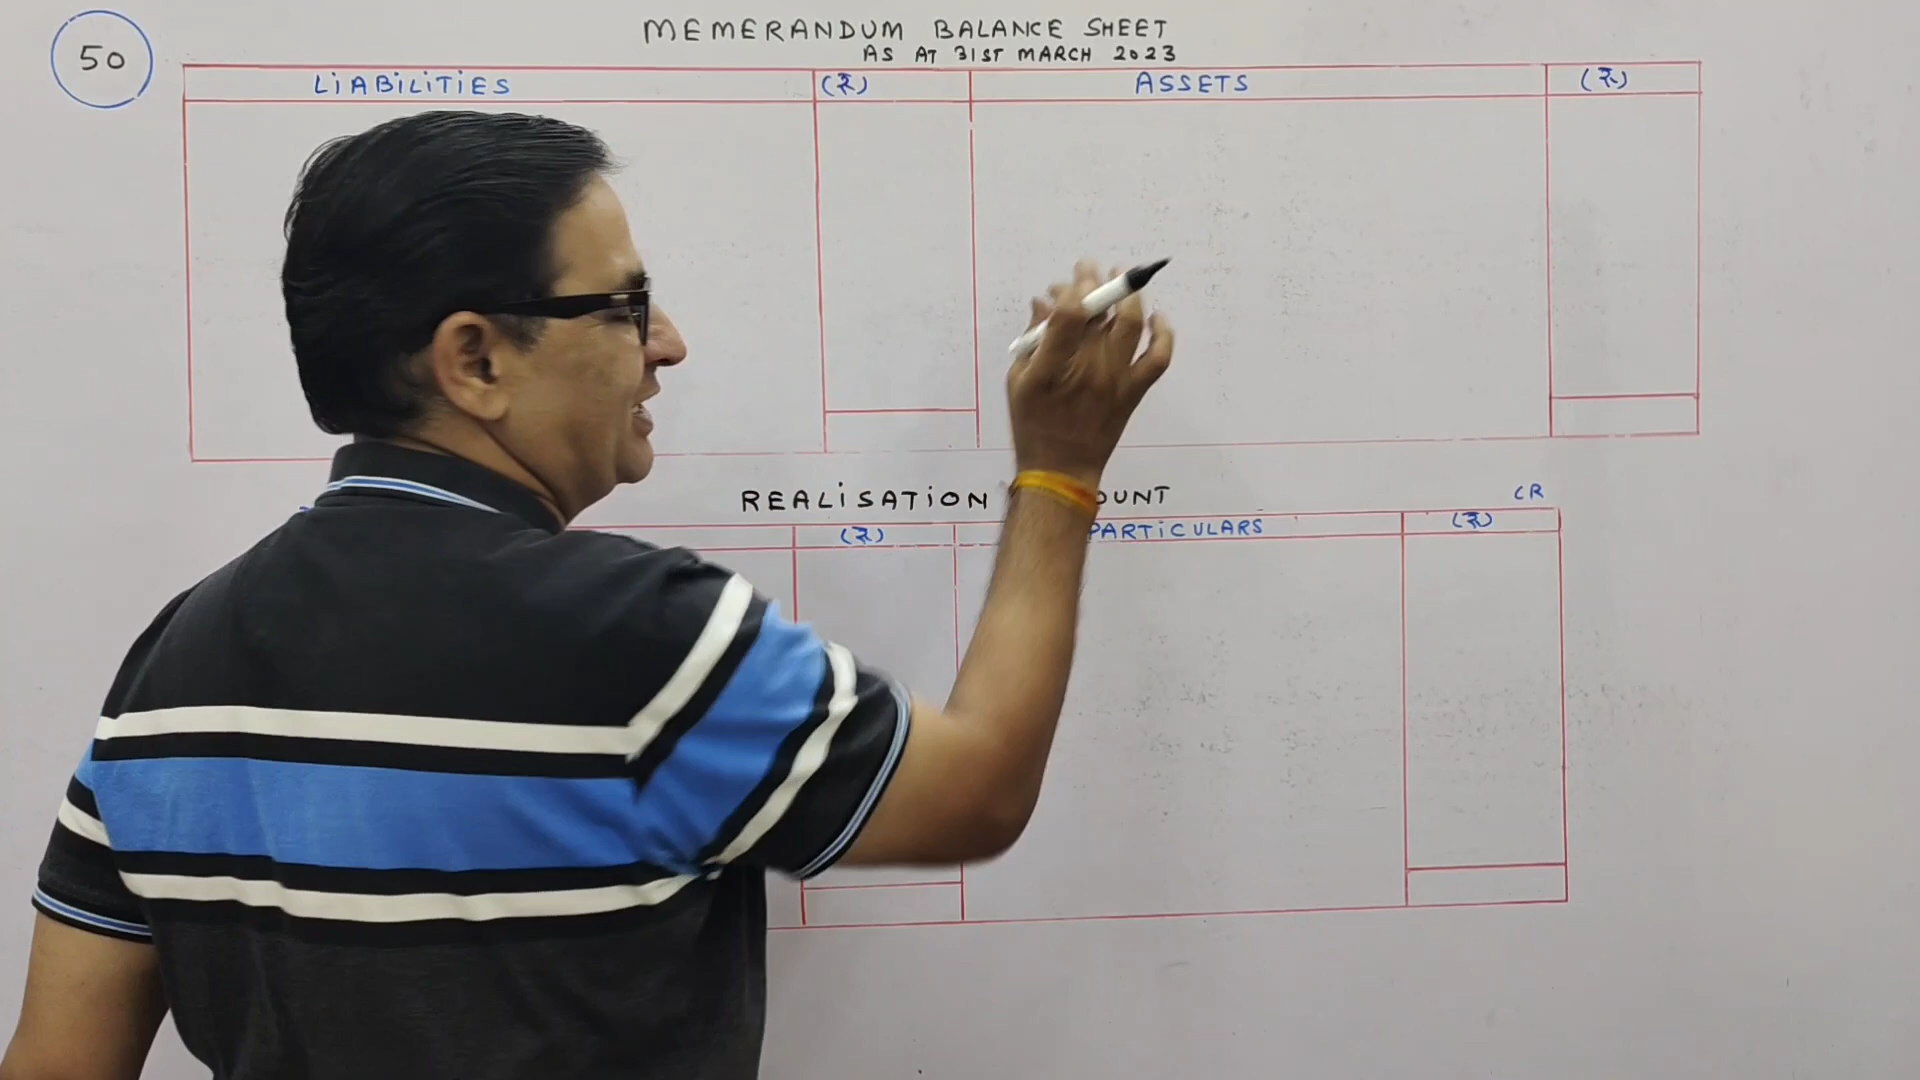 50
MEMERANDUM BALANCE SHEET
AS AT 31ST MARCH 2023
LIABILITIES (₹) ASSETS (₹)
REALISATION OUNT CR
(₹) PARTICULARS (₹)